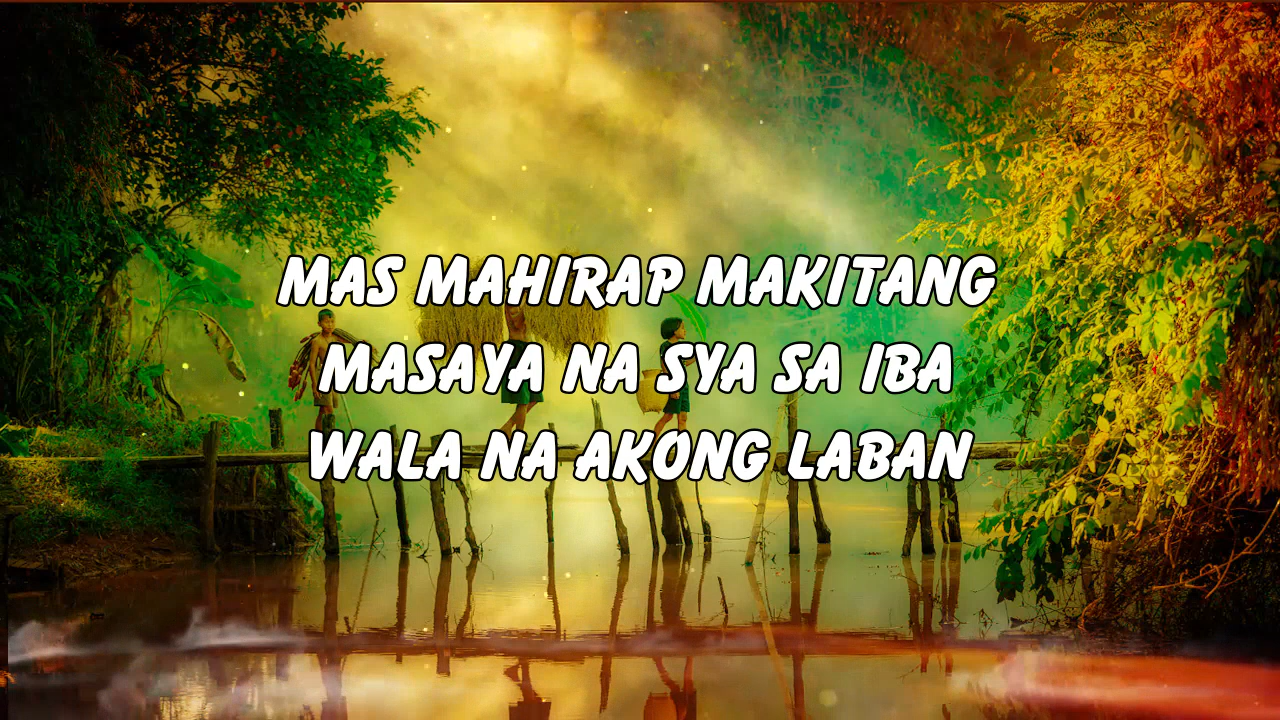 MAS MAHIRAP MAKITANG
MASAYA NA SYA SA IBA
WALA NA AKONG LABAN